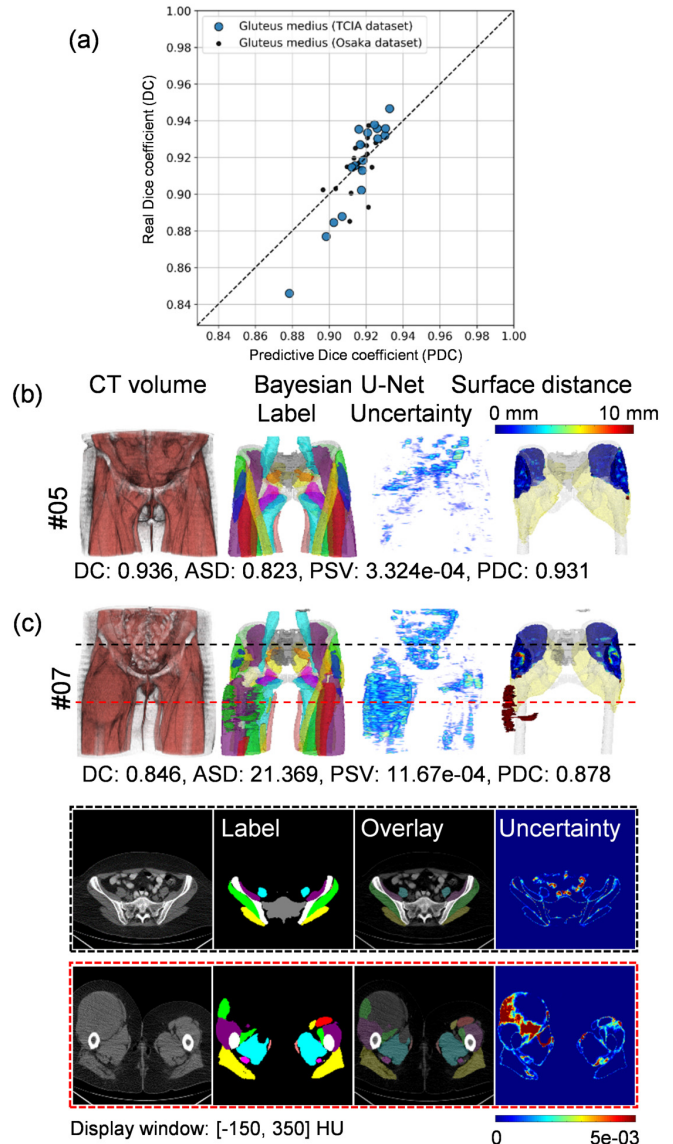 (a)
1.00
0.98
0.96
0.94
0.92
0.90
0.88
0.86
0.84
Real Dice coefficient (DC)
Gluteus medius (TCIA dataset)
Gluteus medius (Osaka dataset)
0.84 0.86 0.88 0.90 0.92 0.94 0.96 0.98 1.00
Predictive Dice coefficient (PDC)
(b)
CT volume Bayesian U-Net Surface distance
Label Uncertainty 0 mm 10 mm
#05
DC: 0.936, ASD: 0.823, PSV: 3.324e-04, PDC: 0.931
(c)
#07
DC: 0.846, ASD: 21.369, PSV: 11.67e-04, PDC: 0.878
Label Overlay Uncertainty
Display window: [-150, 350] HU
0 5e-03